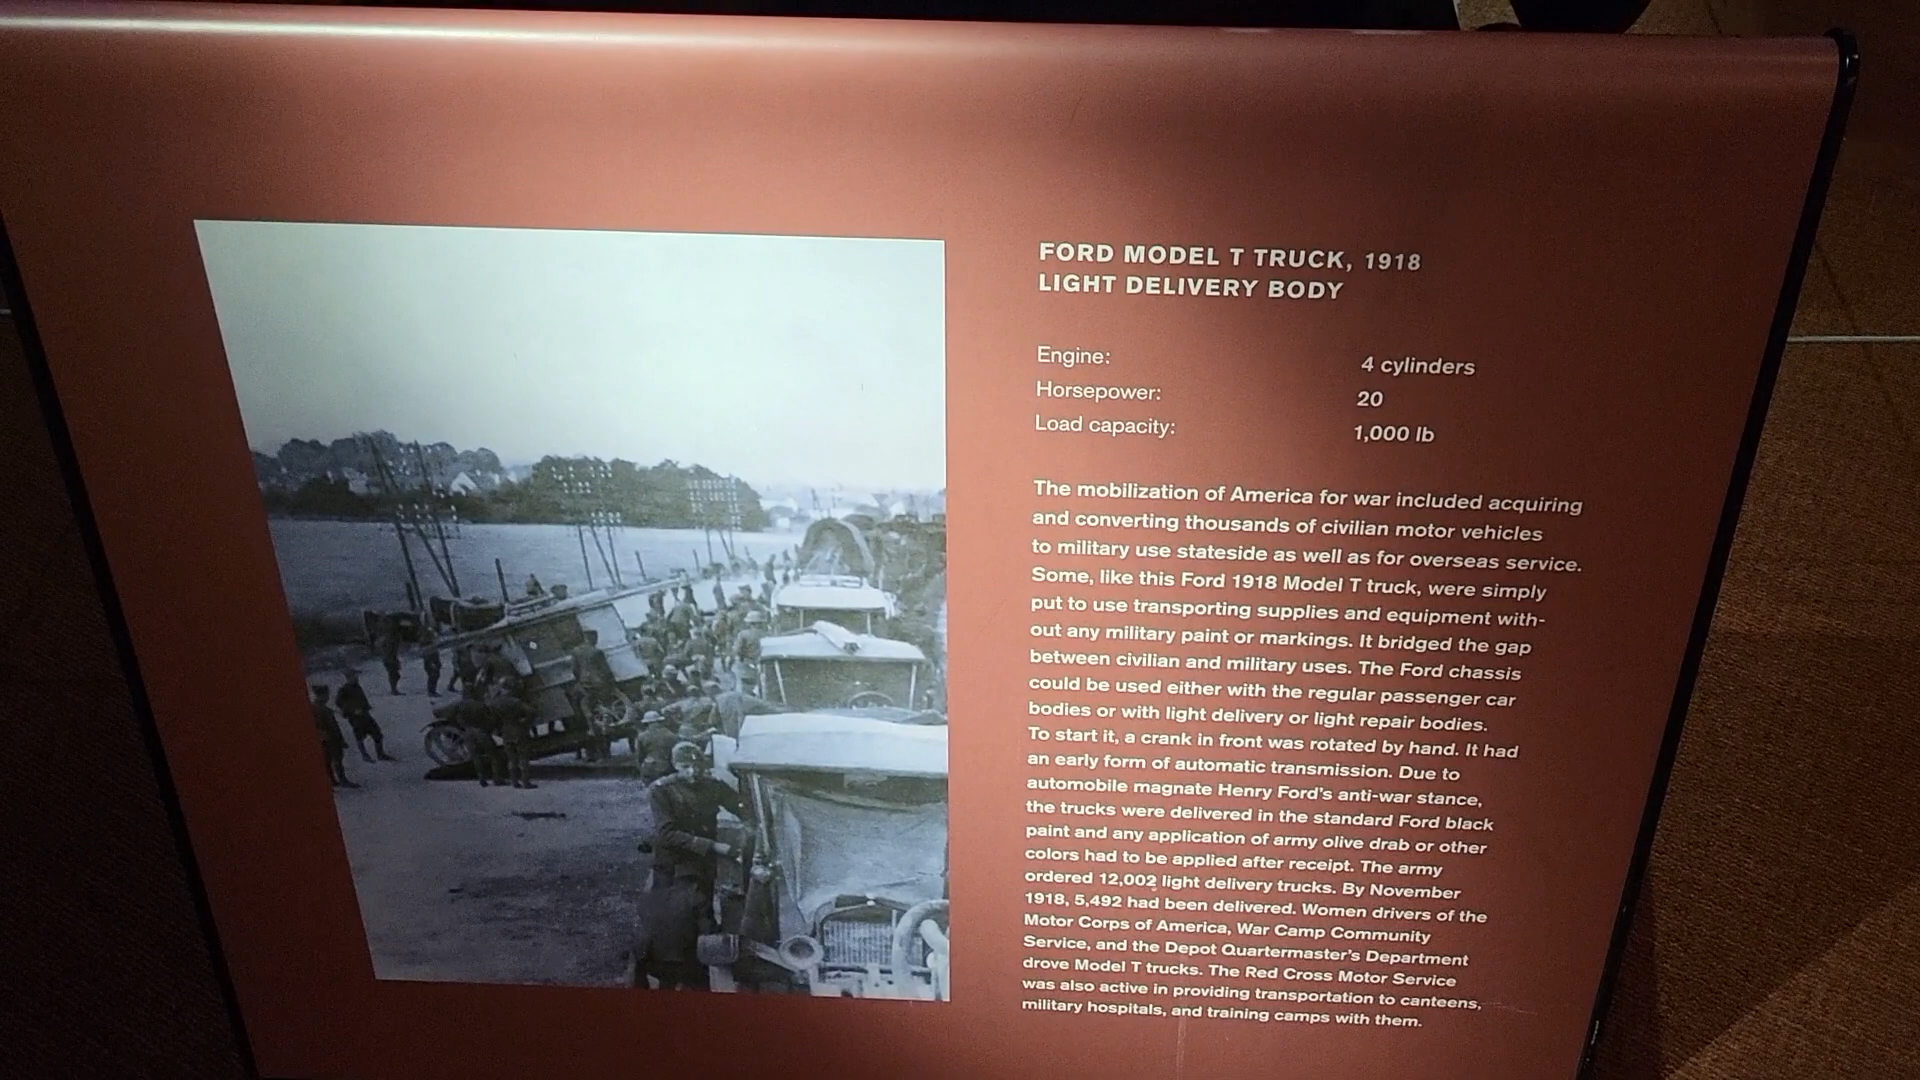 FORD MODEL T TRUCK, 1918
LIGHT DELIVERY BODY
Engine: 4 cylinders
Horsepower: 20
Load capacity: 1,000 lb
The mobilization of America for war included acquiring
and converting thousands of civilian motor vehicles
to military use stateside as well as for overseas service.
Some, like this Ford 1918 Model T truck, were simply
put to use transporting supplies and equipment with-
out any military paint or markings. It bridged the gap
between civilian and military uses. The Ford chassis
could be used either with the regular passenger car
bodies or with light delivery or light repair bodies.
To start it, a crank in front was rotated by hand. It had
an early form of automatic transmission. Due to
automobile magnate Henry Ford's anti-war stance,
the trucks were delivered in the standard Ford black
paint and any application of army olive drab or other
colors had to be applied after receipt. The army
ordered 12,002 light delivery trucks. By November
1918, 5,492 had been delivered. Women drivers of the
Motor Corps of America, War Camp Community
Service, and the Depot Quartermaster's Department
drove Model T trucks. The Red Cross Motor Service
was also active in providing transportation to canteens,
military hospitals, and training camps with them.